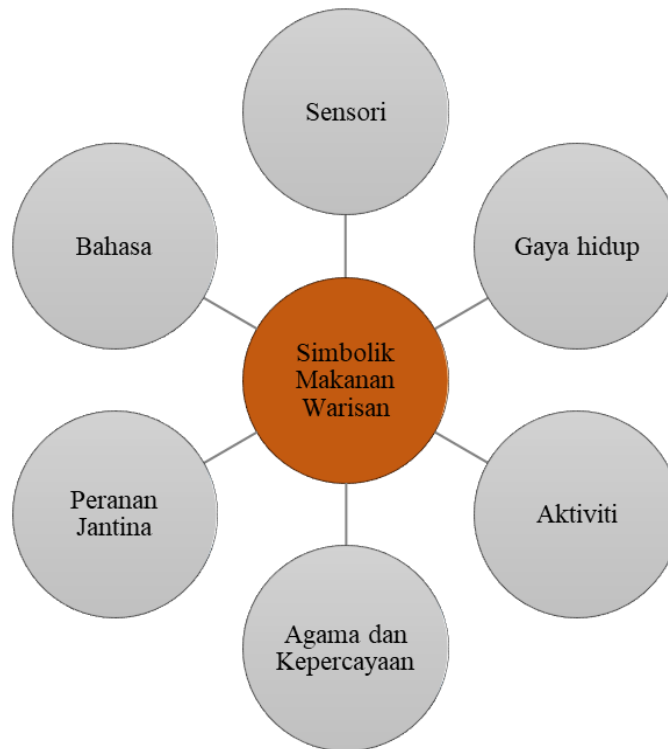 Sensori
Bahasa
Gaya hidup
Simbolik
Makanan
Warisan
Peranan
Jantina
Aktiviti
Agama dan
Kepercayaan